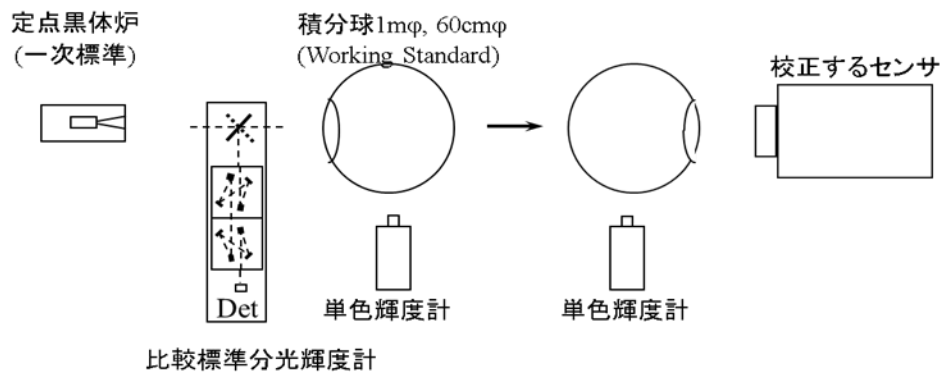 定点黒体炉
(一次標準)
積分球1mφ, 60cmφ
(Working Standard)
校正するセンサ
Det
単色輝度計
単色輝度計
比較標準分光輝度計